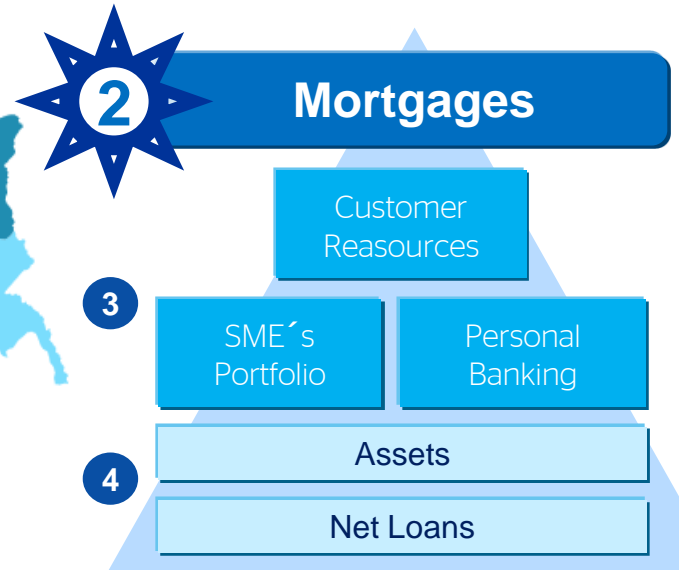 2
Mortgages
Customer
Reasources
3
SME´s
Portfolio
Personal
Banking
4
Assets
Net Loans